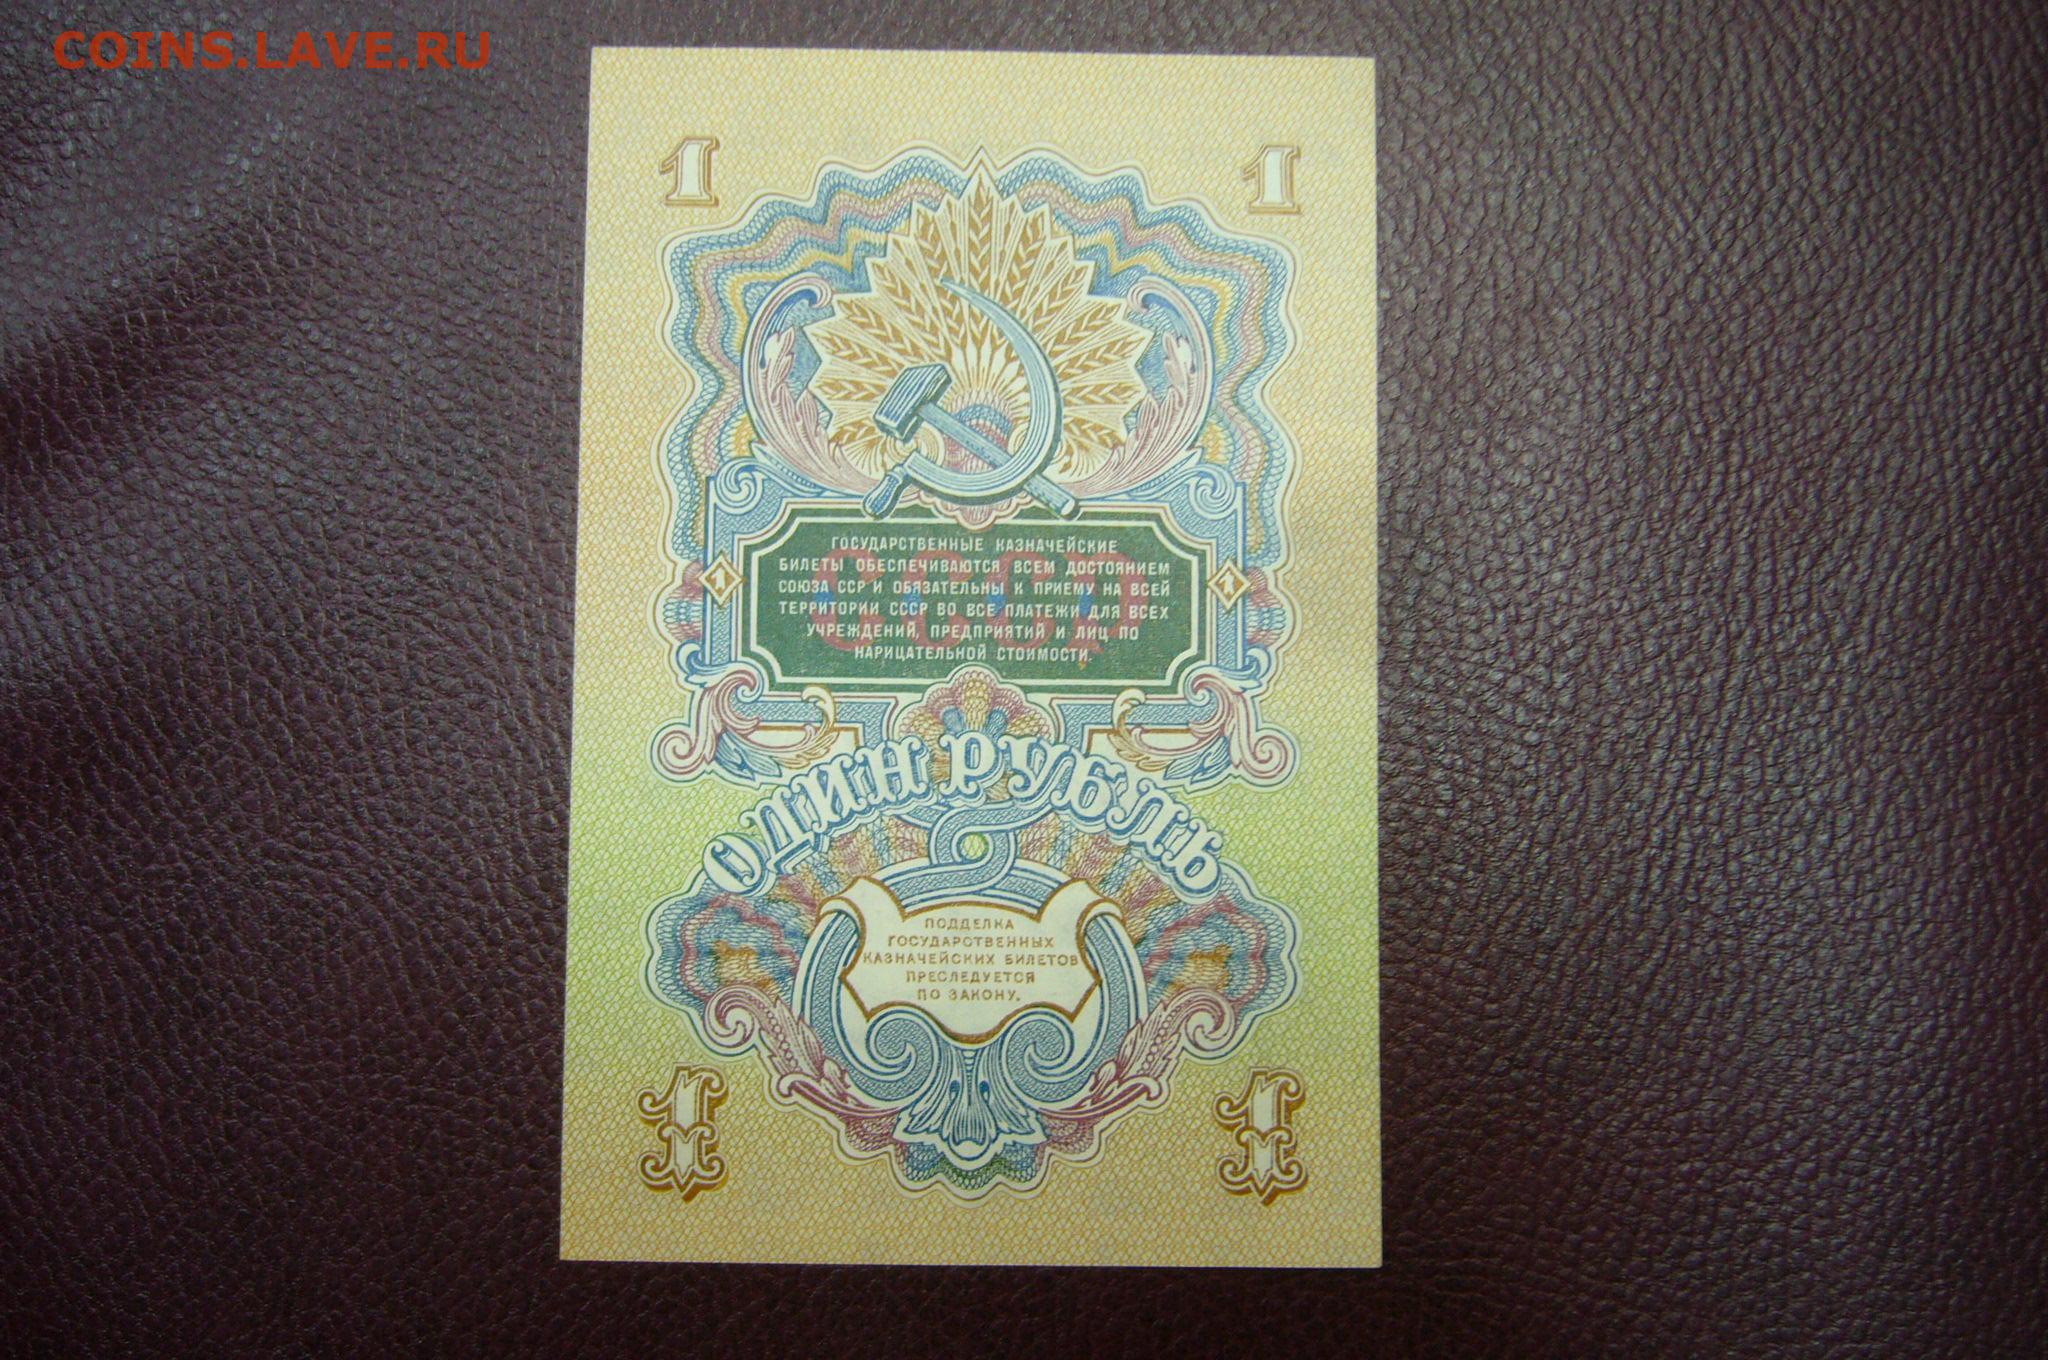 COINS.LAVE.RU
1 1
ГОСУДАРСТВЕННЫЕ КАЗНАЧЕЙСКИЕ
БИЛЕТЫ ОБЕСПЕЧИВАЮТСЯ ВСЕМ ДОСТОЯНИЕМ
СОЮЗА ССР И ОБЯЗАТЕЛЬНЫ К ПРИЕМУ НА ВСЕЙ
1 1
ТЕРРИТОРИИ СССР ВО ВСЕ ПЛАТЕЖИ ДЛЯ ВСЕХ
УЧРЕЖДЕНИЙ, ПРЕДПРИЯТИЙ И ЛИЦ ПО
НАРИЦАТЕЛЬНОЙ СТОИМОСТИ.
СССР
ОДИН РУБЛЬ
ПОДДЕЛКА
ГОСУДАРСТВЕННЫХ
КАЗНАЧЕЙСКИХ БИЛЕТОВ
ПРЕСЛЕДУЕТСЯ
ПО ЗАКОНУ.
1 1